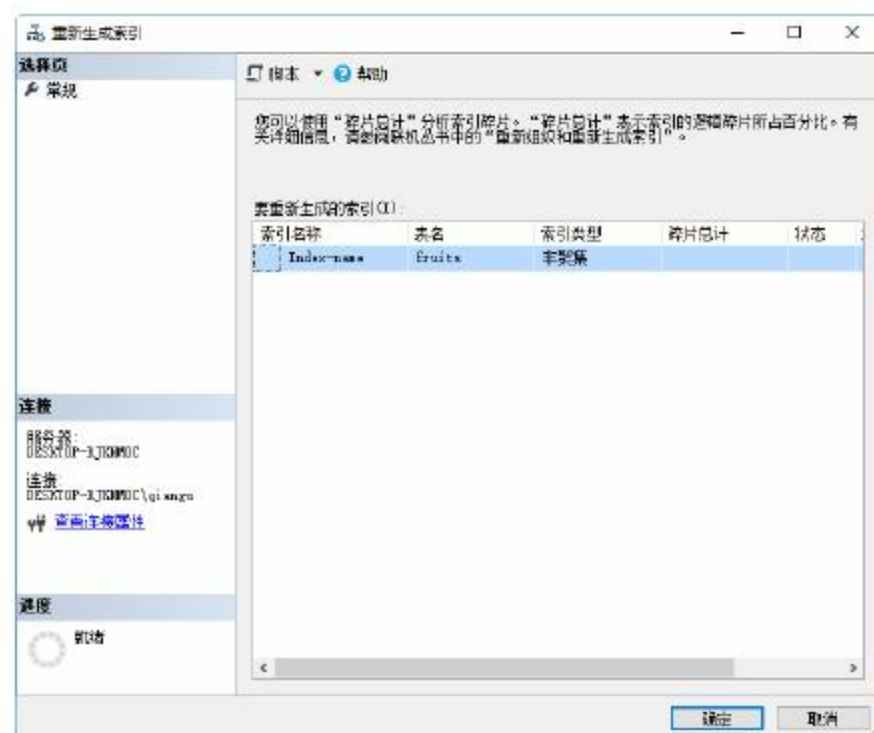 重新生成索引
选择页
常规
脚本 帮助
您可以使用“碎片总计”分析索引碎片。“碎片总计”表示索引的逻辑碎片所占百分比。有
关详细信息，请参阅联机丛书中的“重新组织和重新生成索引”。
要重新生成的索引(I):
索引名称 表名 索引类型 碎片总计 状态
Index-name fruits 非聚集
连接
服务器:
连接:
查看连接属性
进度
就绪
确定 取消